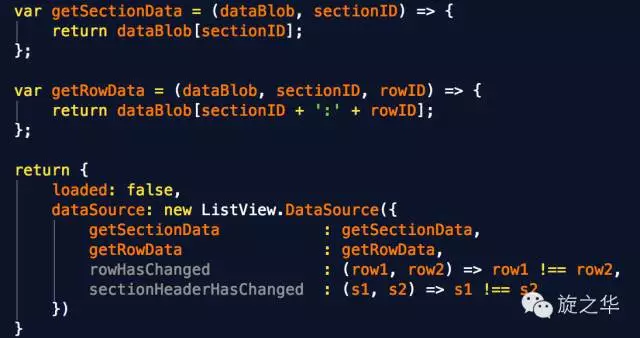 var getSectionData = (dataBlob, sectionID) => {
    return dataBlob[sectionID];
};

var getRowData = (dataBlob, sectionID, rowID) => {
    return dataBlob[sectionID + ':' + rowID];
};

return {
    loaded: false,
    dataSource: new ListView.DataSource({
        getSectionData          : getSectionData,
        getRowData              : getRowData,
        rowHasChanged           : (row1, row2) => row1 !== row2,
        sectionHeaderHasChanged : (s1, s2) => s1 !== s2
    })
}
旋之华